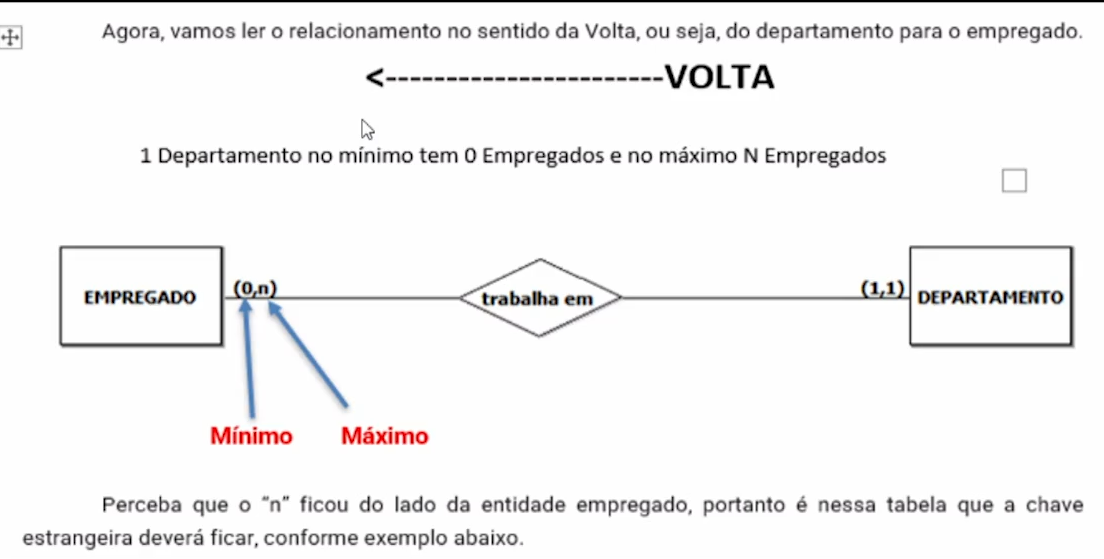 Agora, vamos ler o relacionamento no sentido da Volta, ou seja, do departamento para o empregado.
<-----------------------VOLTA
1 Departamento no mínimo tem 0 Empregados e no máximo N Empregados
EMPREGADO (0,n) trabalha em (1,1) DEPARTAMENTO
Mínimo Máximo
Perceba que o "n" ficou do lado da entidade empregado, portanto é nessa tabela que a chave
estrangeira deverá ficar, conforme exemplo abaixo.